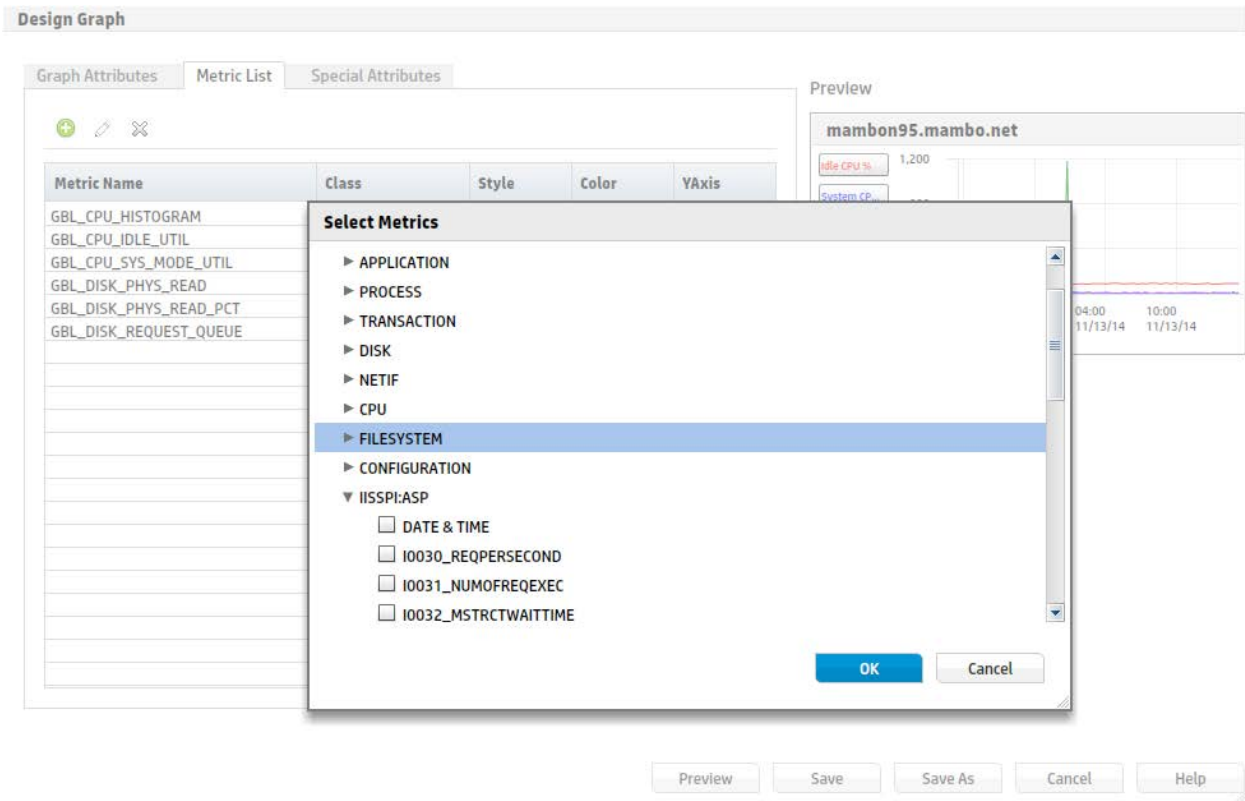 Design Graph
Graph Attributes Metric List Special Attributes
Preview
mambon95.mambo.net
Idle CPU %
1,200
System CP...
Metric Name Class Style Color YAxis
GBL_CPU_HISTOGRAM
GBL_CPU_IDLE_UTIL
GBL_CPU_SYS_MODE_UTIL
GBL_DISK_PHYS_READ
GBL_DISK_PHYS_READ_PCT
GBL_DISK_REQUEST_QUEUE
Select Metrics
APPLICATION
PROCESS
TRANSACTION
DISK
NETIF
CPU
FILESYSTEM
CONFIGURATION
IISSPI:ASP
DATE & TIME
I0030_REQPERSECOND
I0031_NUMOFREQEXEC
I0032_MSTRCTWAITTIME
OK Cancel
04:00 10:00
11/13/14 11/13/14
Preview Save Save As Cancel Help